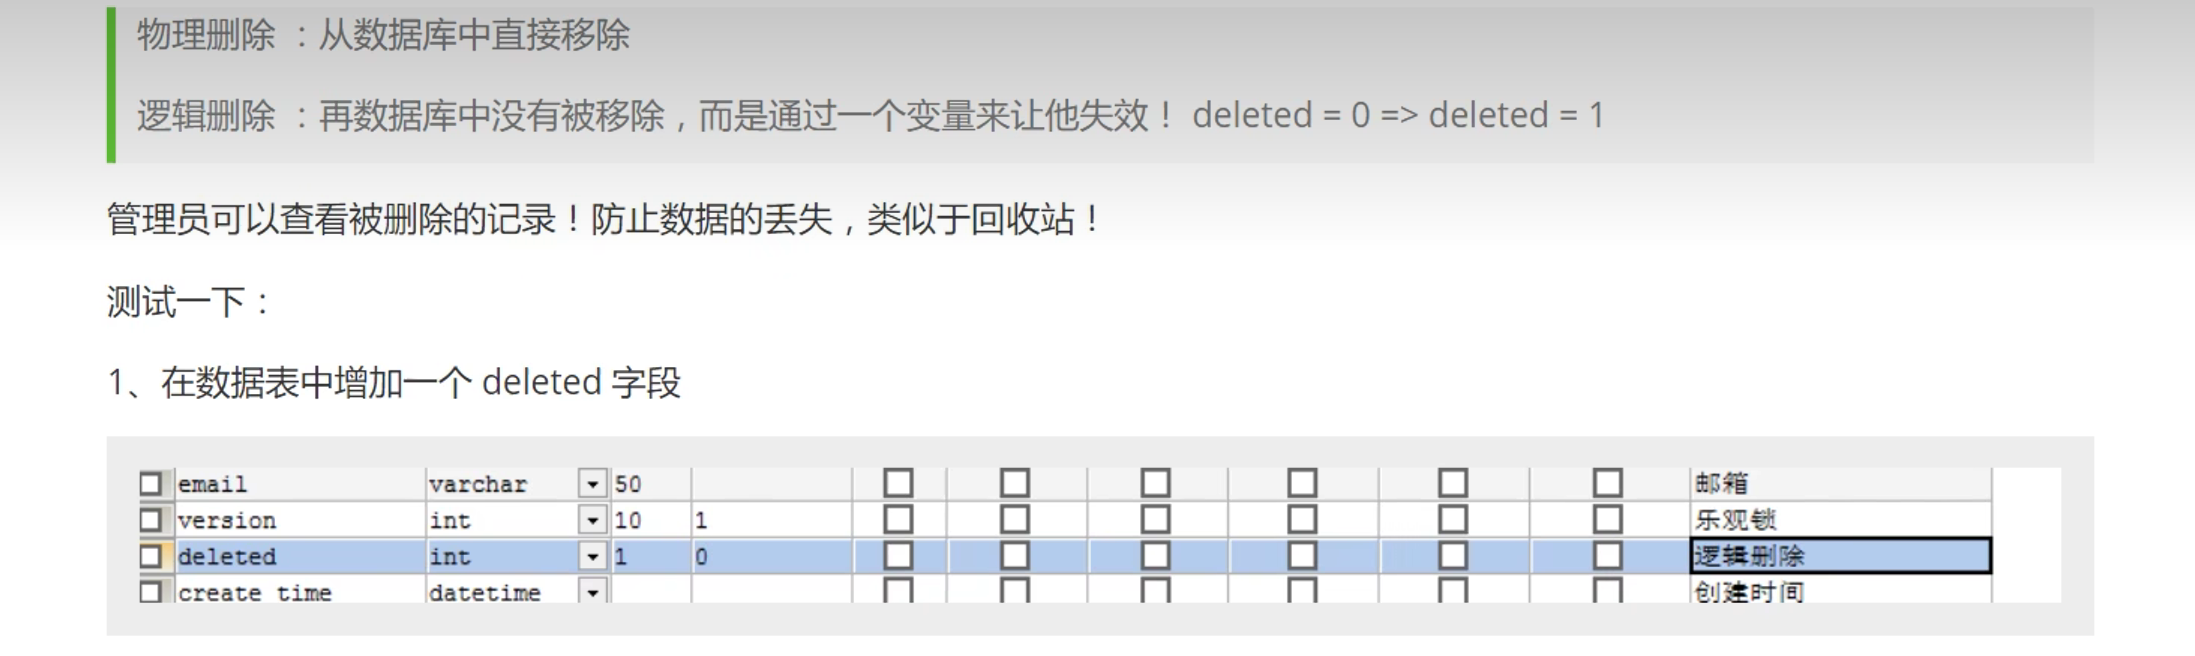 物理删除 ：从数据库中直接移除
逻辑删除 ：再数据库中没有被移除，而是通过一个变量来让他失效！ deleted = 0 => deleted = 1
管理员可以查看被删除的记录！防止数据的丢失，类似于回收站！
测试一下：
1、在数据表中增加一个 deleted 字段
email varchar 50 邮箱
version int 10 1 乐观锁
deleted int 1 0 逻辑删除
create_time datetime 创建时间